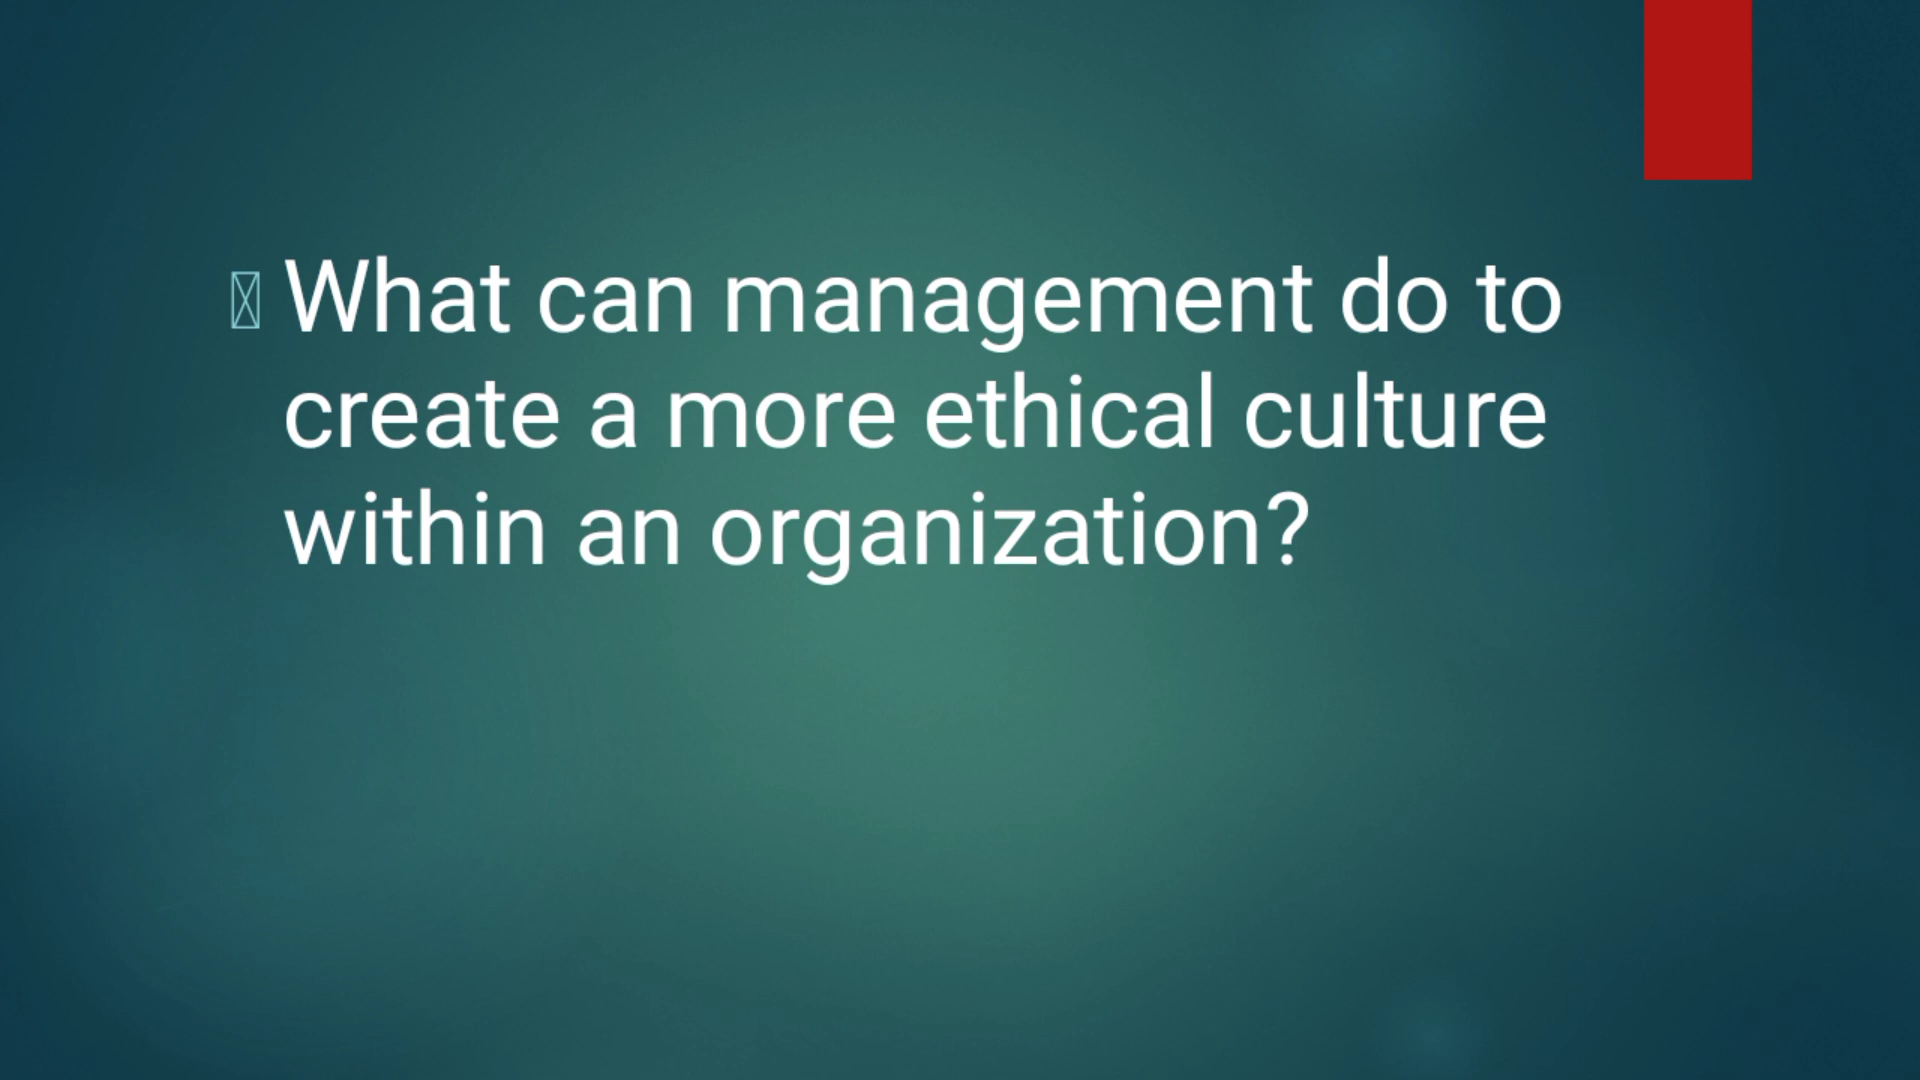 What can management do to
create a more ethical culture
within an organization?